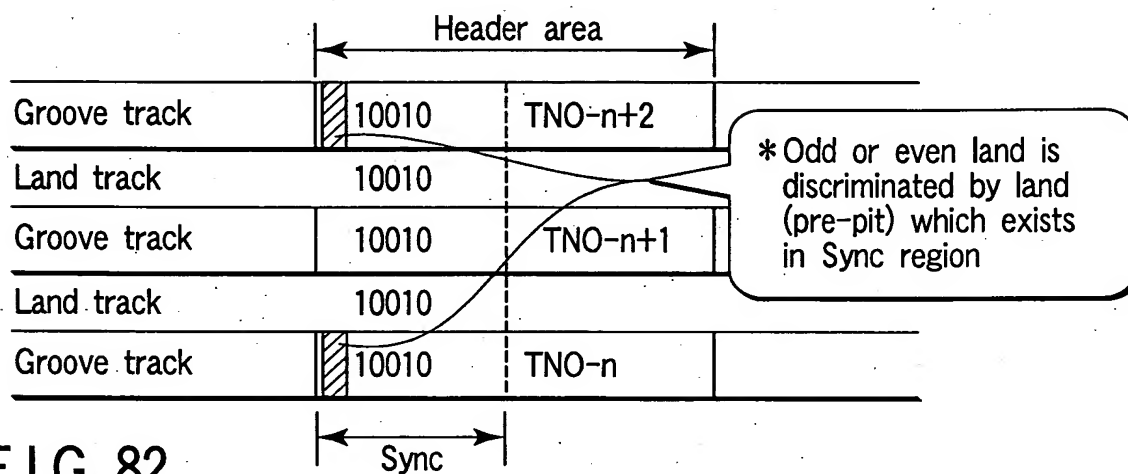 Header area
Groove track 10010 TNO-n+2
Land track 10010
Groove track 10010 TNO-n+1
Land track 10010
Groove track 10010 TNO-n
* Odd or even land is
discriminated by land
(pre-pit) which exists
in Sync region
Sync
FIG. 82